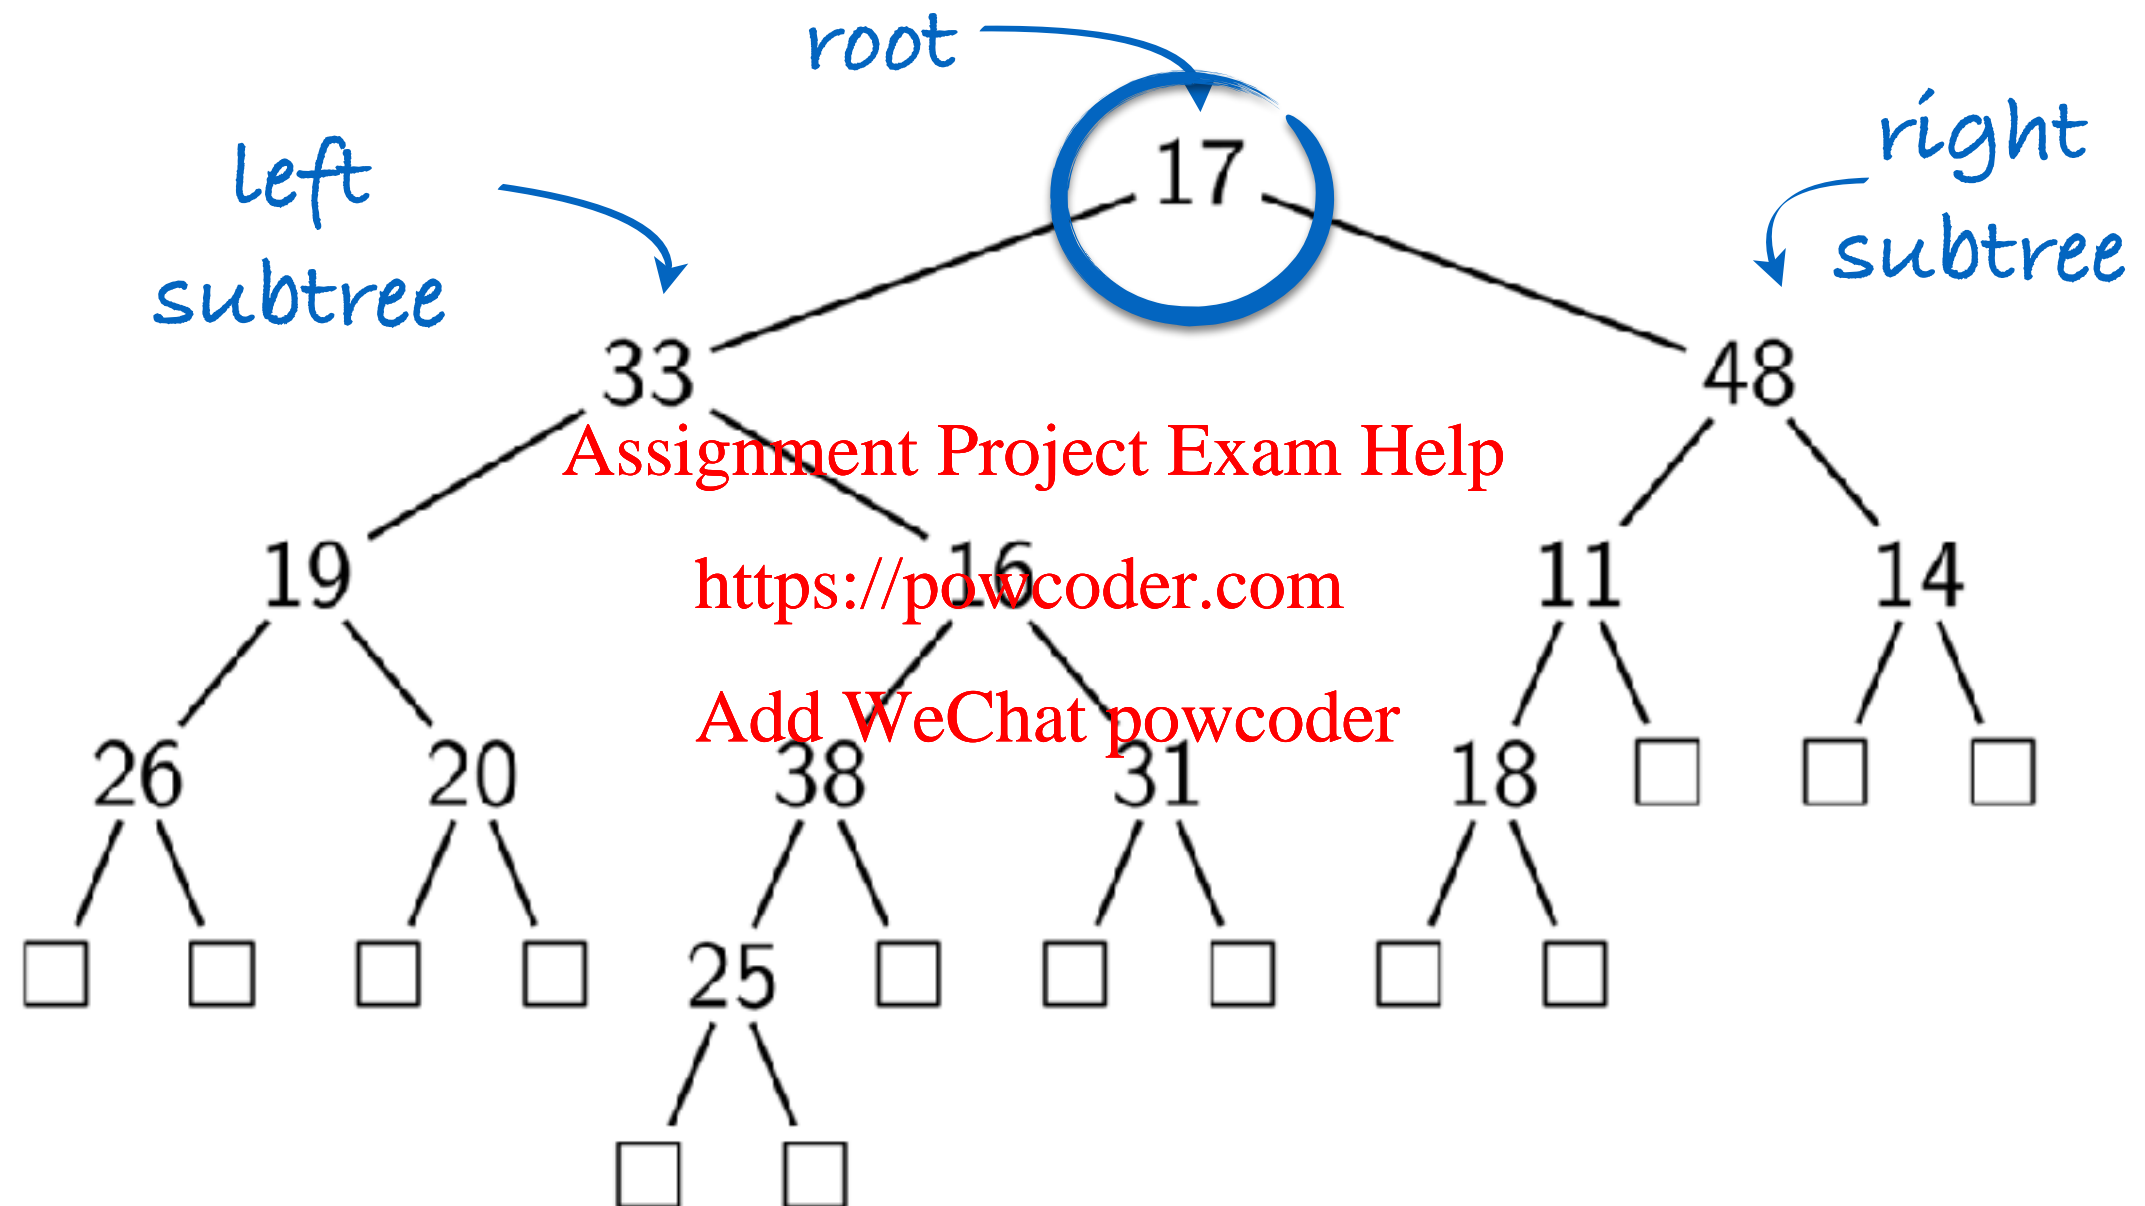 root
17
left
subtree
right
subtree
33
48
Assignment Project Exam Help
19
16
11
14
https://powcoder.com
Add WeChat powcoder
26
20
38
31
18
25